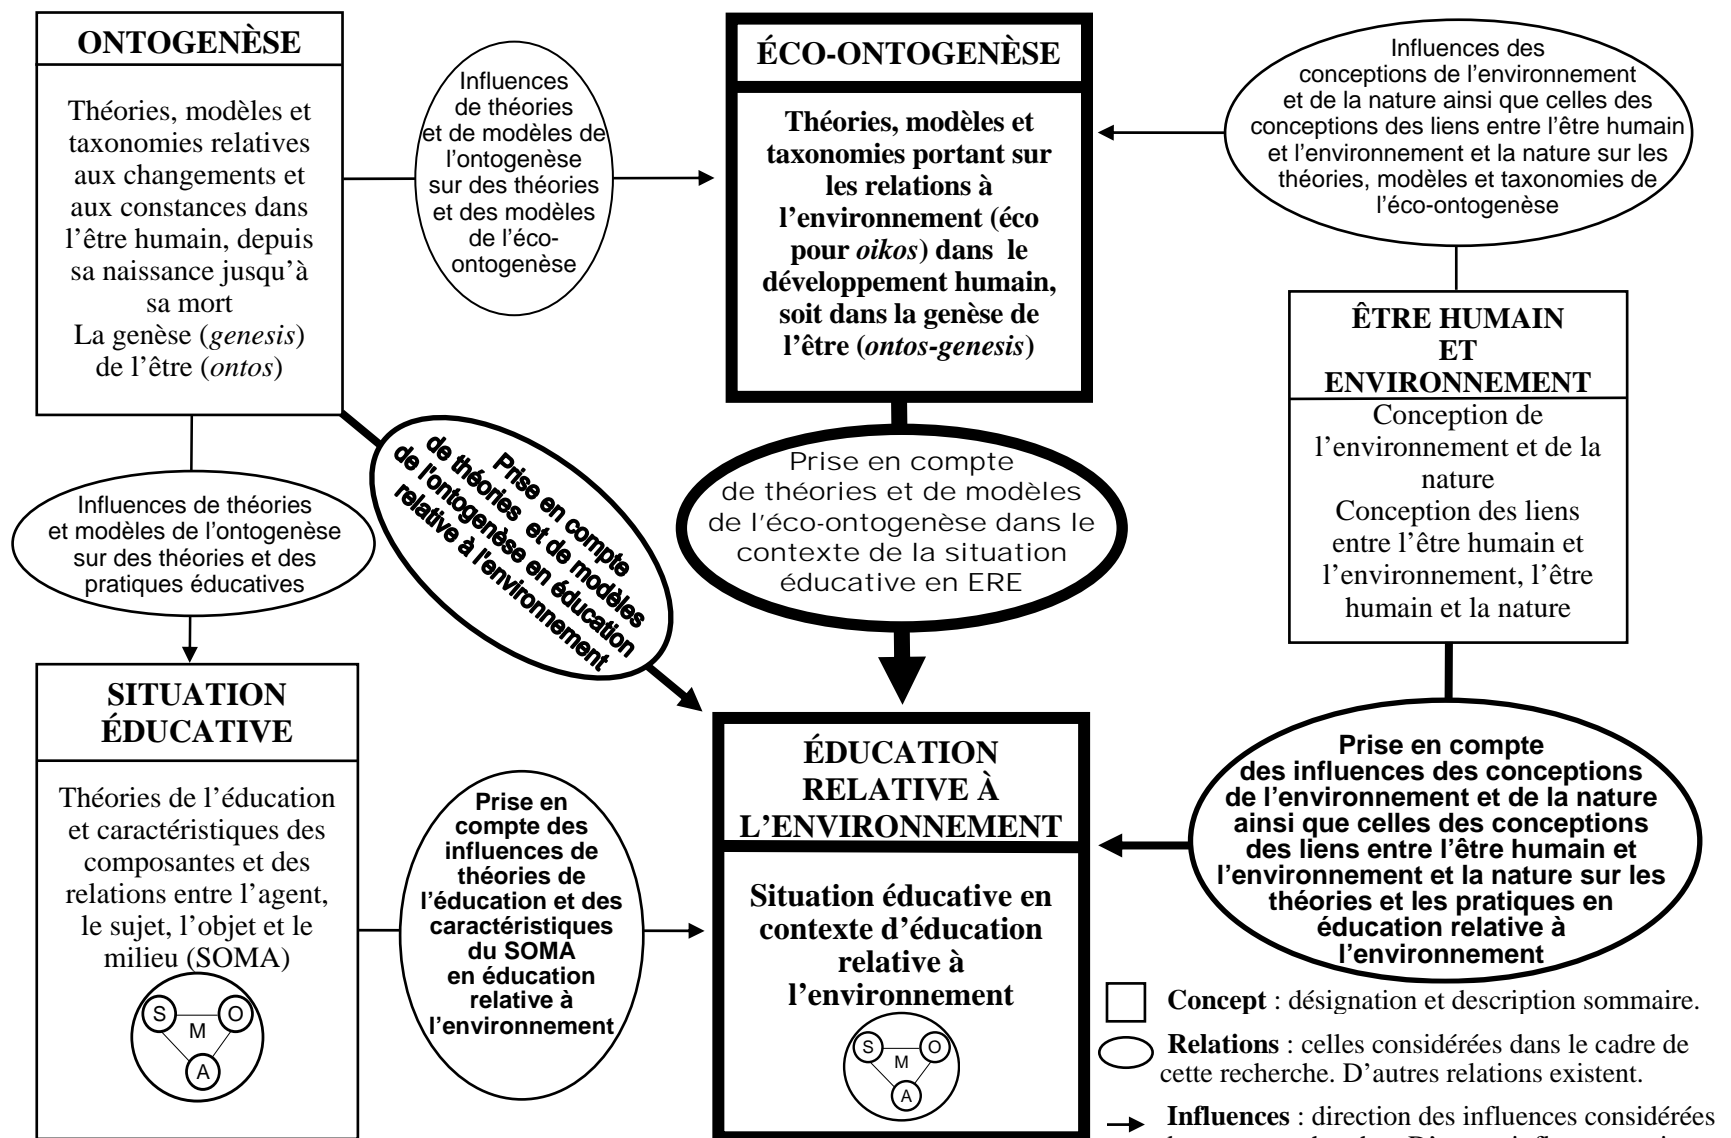 ONTOGENÈSE
Théories, modèles et
taxonomies relatives
aux changements et
aux constances dans
l’être humain, depuis
sa naissance jusqu’à
sa mort
La genèse (genesis)
de l’être (ontos)
Influences
de théories
et de modèles de
l’ontogenèse
sur des théories
et des modèles
de l’éco-
ontogenèse
ÉCO-ONTOGENÈSE
Théories, modèles et
taxonomies portant sur
les relations à
l’environnement (éco
pour oikos) dans le
développement humain,
soit dans la genèse de
l’être (ontos-genesis)
Influences des
conceptions de l’environnement
et de la nature ainsi que celles des
conceptions des liens entre l’être humain
et l’environnement et la nature sur les
théories, modèles et taxonomies de
l’éco-ontogenèse
ÊTRE HUMAIN
ET
ENVIRONNEMENT
Conception de
l’environnement et de la
nature
Conception des liens
entre l’être humain et
l’environnement, l’être
humain et la nature
Influences de théories
et modèles de l’ontogenèse
sur des théories et des
pratiques éducatives
Prise en compte
de théories et de modèles
de l’ontogenèse en éducation
relative à l’environnement
Prise en compte
de théories et de modèles
de l’éco-ontogenèse dans le
contexte de la situation
éducative en ERE
SITUATION
ÉDUCATIVE
Théories de l’éducation
et caractéristiques des
composantes et des
relations entre l’agent,
le sujet, l’objet et le
milieu (SOMA)
S O
M
A
Prise en
compte des
influences de
théories de
l’éducation et des
caractéristiques
du SOMA
en éducation
relative à
l’environnement
ÉDUCATION
RELATIVE À
L’ENVIRONNEMENT
Situation éducative en
contexte d’éducation
relative à
l’environnement
S O
M
A
Prise en compte
des influences des conceptions
de l’environnement et de la nature
ainsi que celles des conceptions
des liens entre l’être humain et
l’environnement et la nature sur les
théories et les pratiques en
éducation relative à
l’environnement
Concept : désignation et description sommaire.
Relations : celles considérées dans le cadre de
cette recherche. D’autres relations existent.
Influences : direction des influences considérées